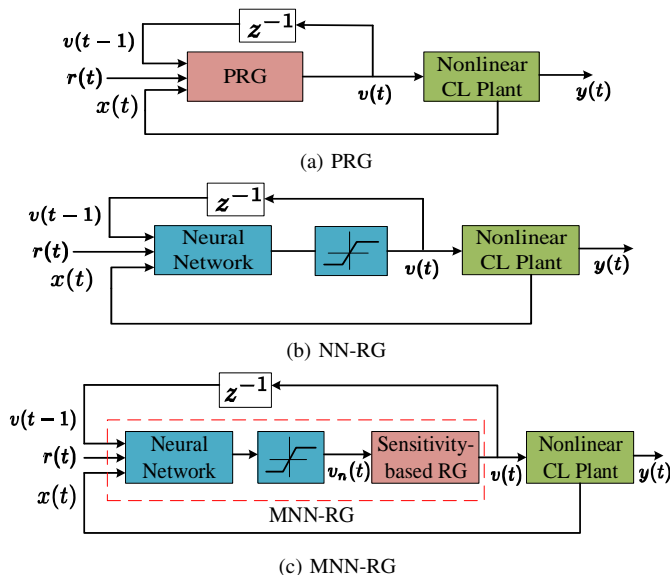 z⁻¹
v(t−1)
r(t)
x(t)
PRG
v(t)
Nonlinear
CL Plant
y(t)
(a) PRG
z⁻¹
v(t−1)
r(t)
x(t)
Neural
Network
v(t)
Nonlinear
CL Plant
y(t)
(b) NN-RG
z⁻¹
v(t−1)
r(t)
x(t)
Neural
Network
vₙ(t)
Sensitivity-
based RG
v(t)
Nonlinear
CL Plant
y(t)
MNN-RG
(c) MNN-RG